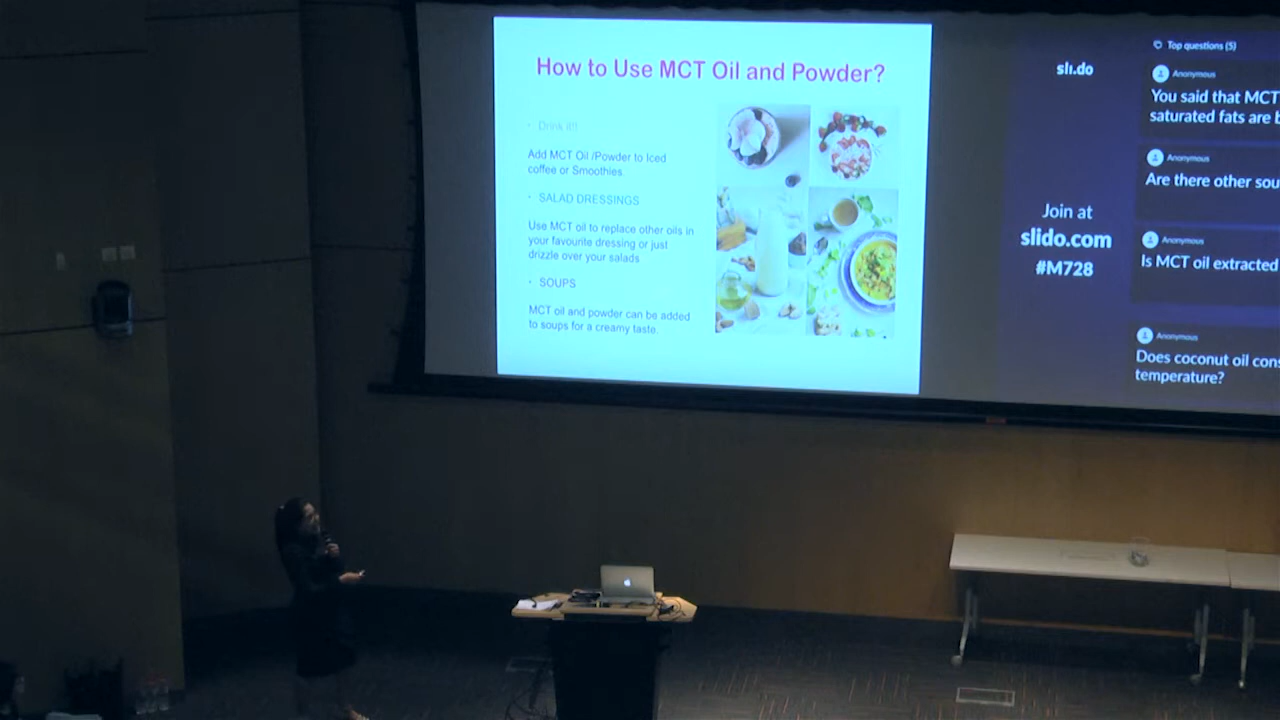 How to Use MCT Oil and Powder?
· Drink it!!
Add MCT Oil /Powder to Iced
coffee or Smoothies
· SALAD DRESSINGS
Use MCT oil to replace other oils in
your favourite dressing or just
drizzle over your salads
· SOUPS
MCT oil and powder can be added
to soups for a creamy taste.
sli.do
Join at
slido.com
#M728
Top questions (5)
Anonymous
You said that MCT
saturated fats are
Anonymous
Are there other
Anonymous
Is MCT oil extracted
Anonymous
Does coconut oil
temperature?